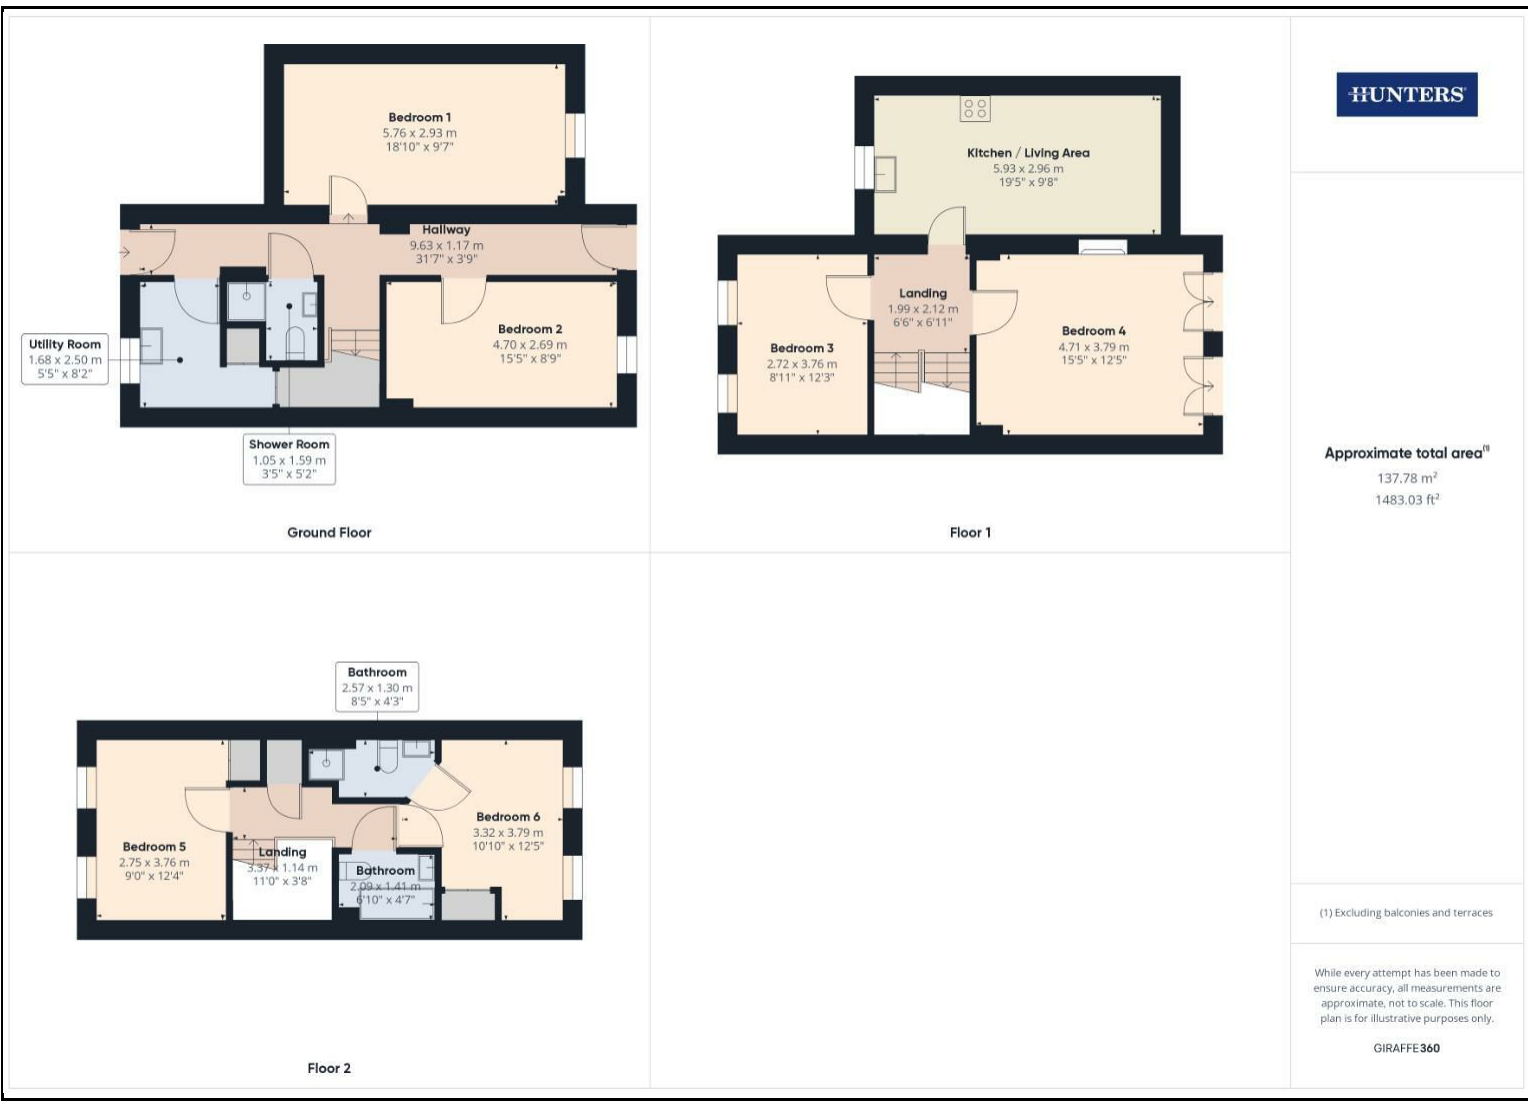 Bedroom 1
5.76 x 2.93 m
18'10" x 9'7"
Hallway
9.63 x 1.17 m
31'7" x 3'9"
Bedroom 2
4.70 x 2.69 m
15'5" x 8'9"
Utility Room
1.68 x 2.50 m
5'5" x 8'2"
Shower Room
1.05 x 1.59 m
3'5" x 5'2"
Ground Floor
Kitchen / Living Area
5.93 x 2.96 m
19'5" x 9'8"
Landing
1.99 x 2.12 m
6'6" x 6'11"
Bedroom 3
2.72 x 3.76 m
8'11" x 12'3"
Bedroom 4
4.71 x 3.79 m
15'5" x 12'5"
Floor 1
Bathroom
2.57 x 1.30 m
8'5" x 4'3"
Bedroom 5
2.75 x 3.76 m
9'0" x 12'4"
Landing
3.37 x 1.14 m
11'0" x 3'8"
Bathroom
2.09 x 1.41 m
6'10" x 4'7"
Bedroom 6
3.32 x 3.79 m
10'10" x 12'5"
Floor 2
HUNTERS
Approximate total area(1)
137.78 m²
1483.03 ft²
(1) Excluding balconies and terraces
While every attempt has been made to
ensure accuracy, all measurements are
approximate, not to scale. This floor
plan is for illustrative purposes only.
GIRAFFE360